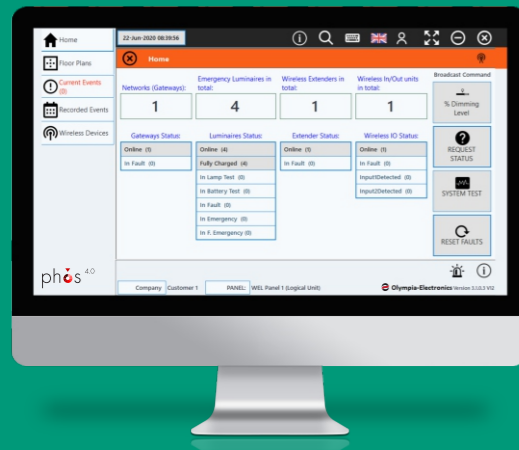 Home
Floor Plans
Current Events
(0)
Recorded Events
Wireless Devices
phos 4.0
22-Jun-2020 08:39:56
Home
Networks (Gateways):
1
Emergency Luminaires in
total:
4
Wireless Extenders in
total:
1
Wireless In/Out units
in total:
1
Gateways Status:
Online (1)
In Fault (0)
Luminaires Status:
Online (4)
Fully Charged (4)
In Lamp Test (0)
In Battery Test (0)
In Fault (0)
In Emergency (0)
In F. Emergency (0)
Extender Status:
Online (1)
In Fault (0)
Wireless IO Status:
Online (1)
In Fault (0)
Input1Detected (0)
Input2Detected (0)
Broadcast Command
% Dimming
Level
REQUEST
STATUS
SYSTEM TEST
RESET FAULTS
Company Customer 1 PANEL: WEL Panel 1 (Logical Unit)
Olympia-Electronics